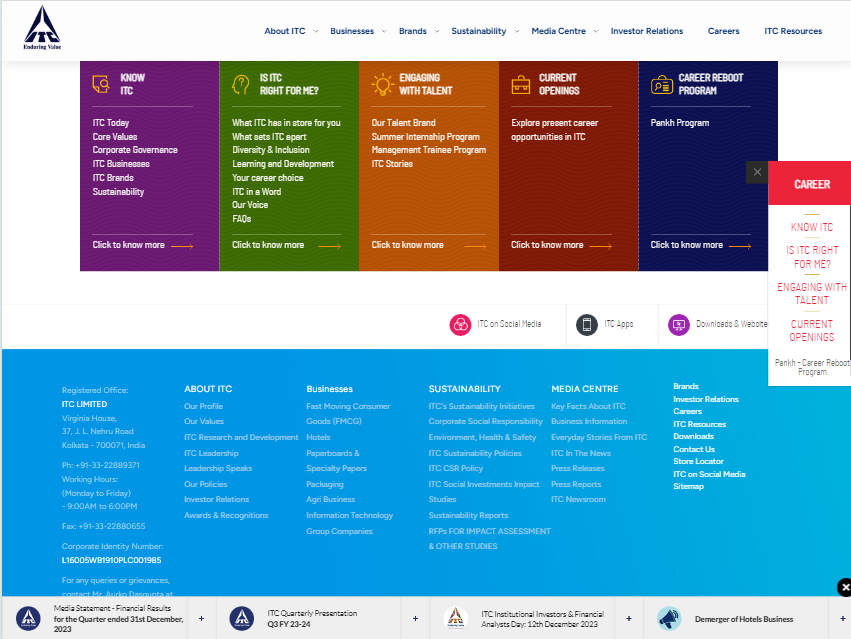 Enduring Value
About ITC
Businesses
Brands
Sustainability
Media Centre
Investor Relations
Careers
ITC Resources
KNOW
ITC
ITC Today
Core Values
Corporate Governance
ITC Businesses
ITC Brands
Sustainability
Click to know more
IS ITC
RIGHT FOR ME?
What ITC has in store for you
What sets ITC apart
Diversity & Inclusion
Learning and Development
Your career choice
ITC in a Word
Our Voice
FAQs
Click to know more
ENGAGING
WITH TALENT
Our Talent Brand
Summer Internship Program
Management Trainee Program
ITC Stories
Click to know more
CURRENT
OPENINGS
Explore present career
opportunities in ITC
Click to know more
CAREER REBOOT
PROGRAM
Pankh Program
Click to know more
CAREER
KNOW ITC
IS ITC RIGHT
FOR ME?
ENGAGING WITH
TALENT
CURRENT
OPENINGS
Pankh - Career Reboot
Program
ITC on Social Media
ITC Apps
Downloads & Website
Registered Office:
ITC LIMITED
Virginia House,
37, J. L. Nehru Road
Kolkata - 700071, India
Ph: +91-33-22889371
Working Hours:
(Monday to Friday)
- 9:00AM to 6:00PM
Fax: +91-33-22880655
Corporate Identity Number:
L16005WB1910PLC001985
For any queries or grievances,
contact Mr. Aurko Dasgupta at
ABOUT ITC
Our Profile
Our Values
ITC Research and Development
ITC Leadership
Leadership Speaks
Our Policies
Investor Relations
Awards & Recognitions
Businesses
Fast Moving Consumer
Goods (FMCG)
Hotels
Paperboards &
Specialty Papers
Packaging
Agri Business
Information Technology
Group Companies
SUSTAINABILITY
ITC's Sustainability Initiatives
Corporate Social Responsibility
Environment, Health & Safety
ITC Sustainability Policies
ITC CSR Policy
ITC Social Investments Impact
Studies
Sustainability Reports
RFPs FOR IMPACT ASSESSMENT
& OTHER STUDIES
MEDIA CENTRE
Key Facts About ITC
Business Information
Everyday Stories From ITC
ITC In The News
Press Releases
Press Reports
ITC Newsroom
Brands
Investor Relations
Careers
ITC Resources
Downloads
Contact Us
Store Locator
ITC on Social Media
Sitemap
Media Statement - Financial Results
for the Quarter ended 31st December,
2023
+
ITC Quarterly Presentation
Q3 FY 23-24
+
ITC Institutional Investors & Financial
Analysts Day: 12th December 2023
+
Demerger of Hotels Business
+